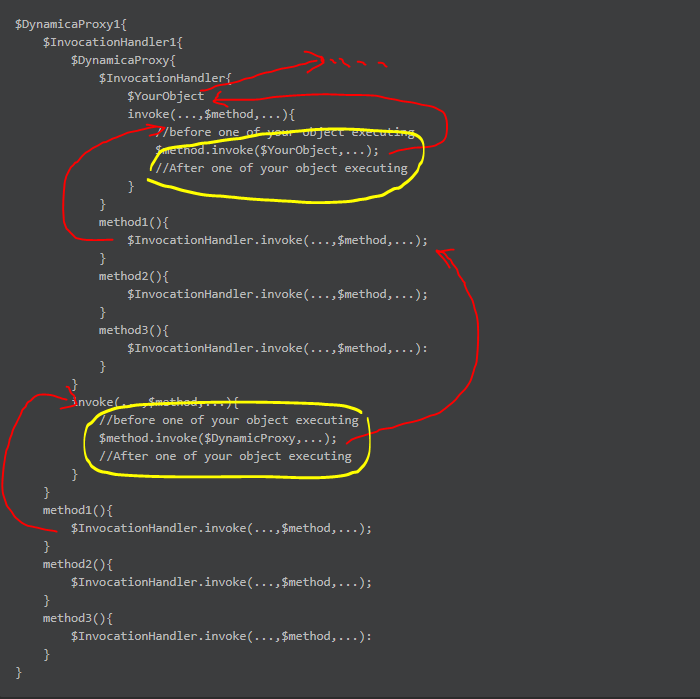 $DynamicaProxy1{
$InvocationHandler1{
$DynamicaProxy{
$InvocationHandler{
$YourObject
invoke(...,$method,...){
//before one of your object executing
$method.invoke($YourObject,...);
//After one of your object executing
}
}
method1(){
$InvocationHandler.invoke(...,$method,...);
}
method2(){
$InvocationHandler.invoke(...,$method,...);
}
method3(){
$InvocationHandler.invoke(...,$method,...):
}
}
invoke(...,$method,...){
//before one of your object executing
$method.invoke($DynamicProxy,...);
//After one of your object executing
}
}
method1(){
$InvocationHandler.invoke(...,$method,...);
}
method2(){
$InvocationHandler.invoke(...,$method,...);
}
method3(){
$InvocationHandler.invoke(...,$method,...):
}
}